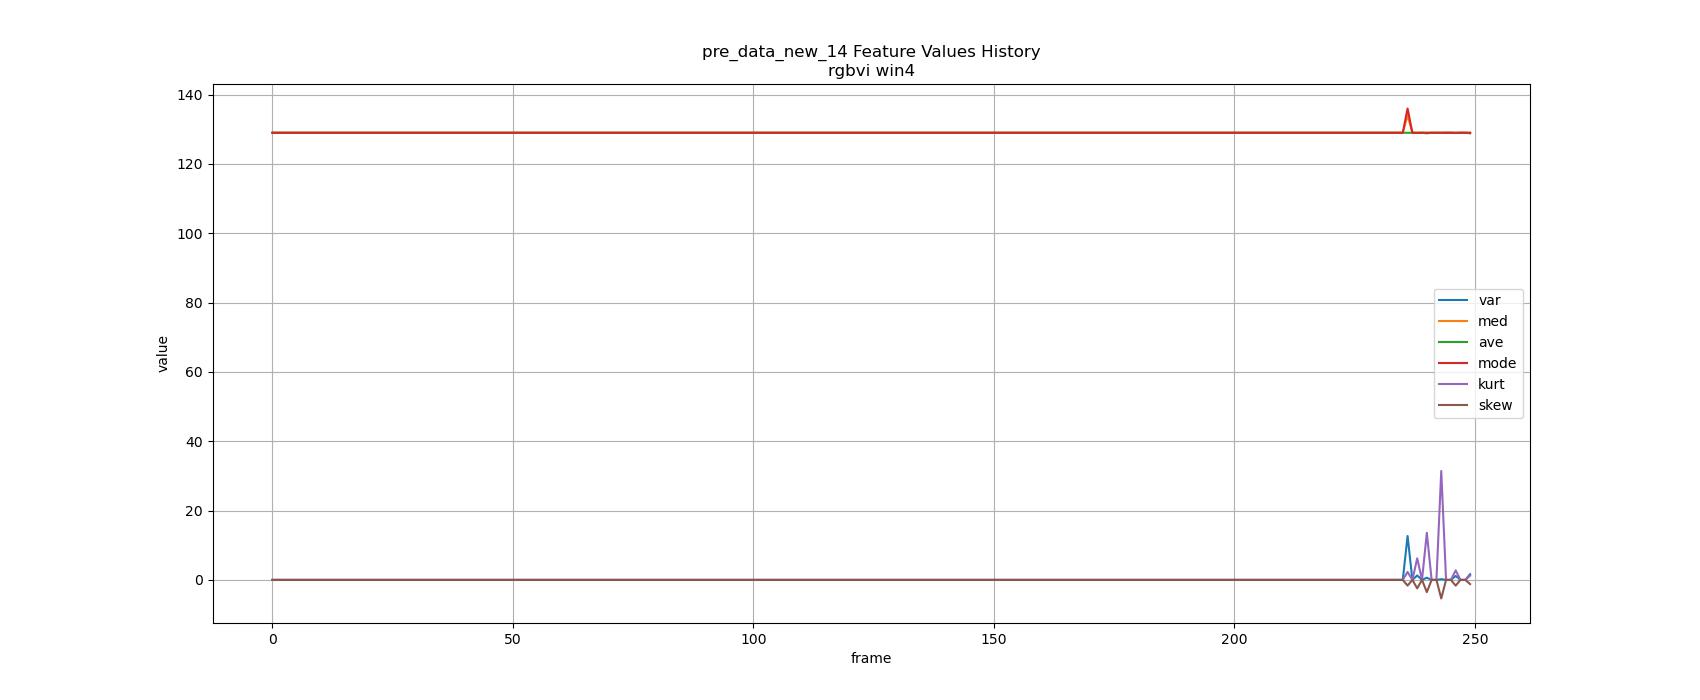 pre_data_new_14 Feature Values History
rgbvi win4
140
120
100
80
60
40
20
0
value
0 50 100 150 200 250
frame
var
med
ave
mode
kurt
skew